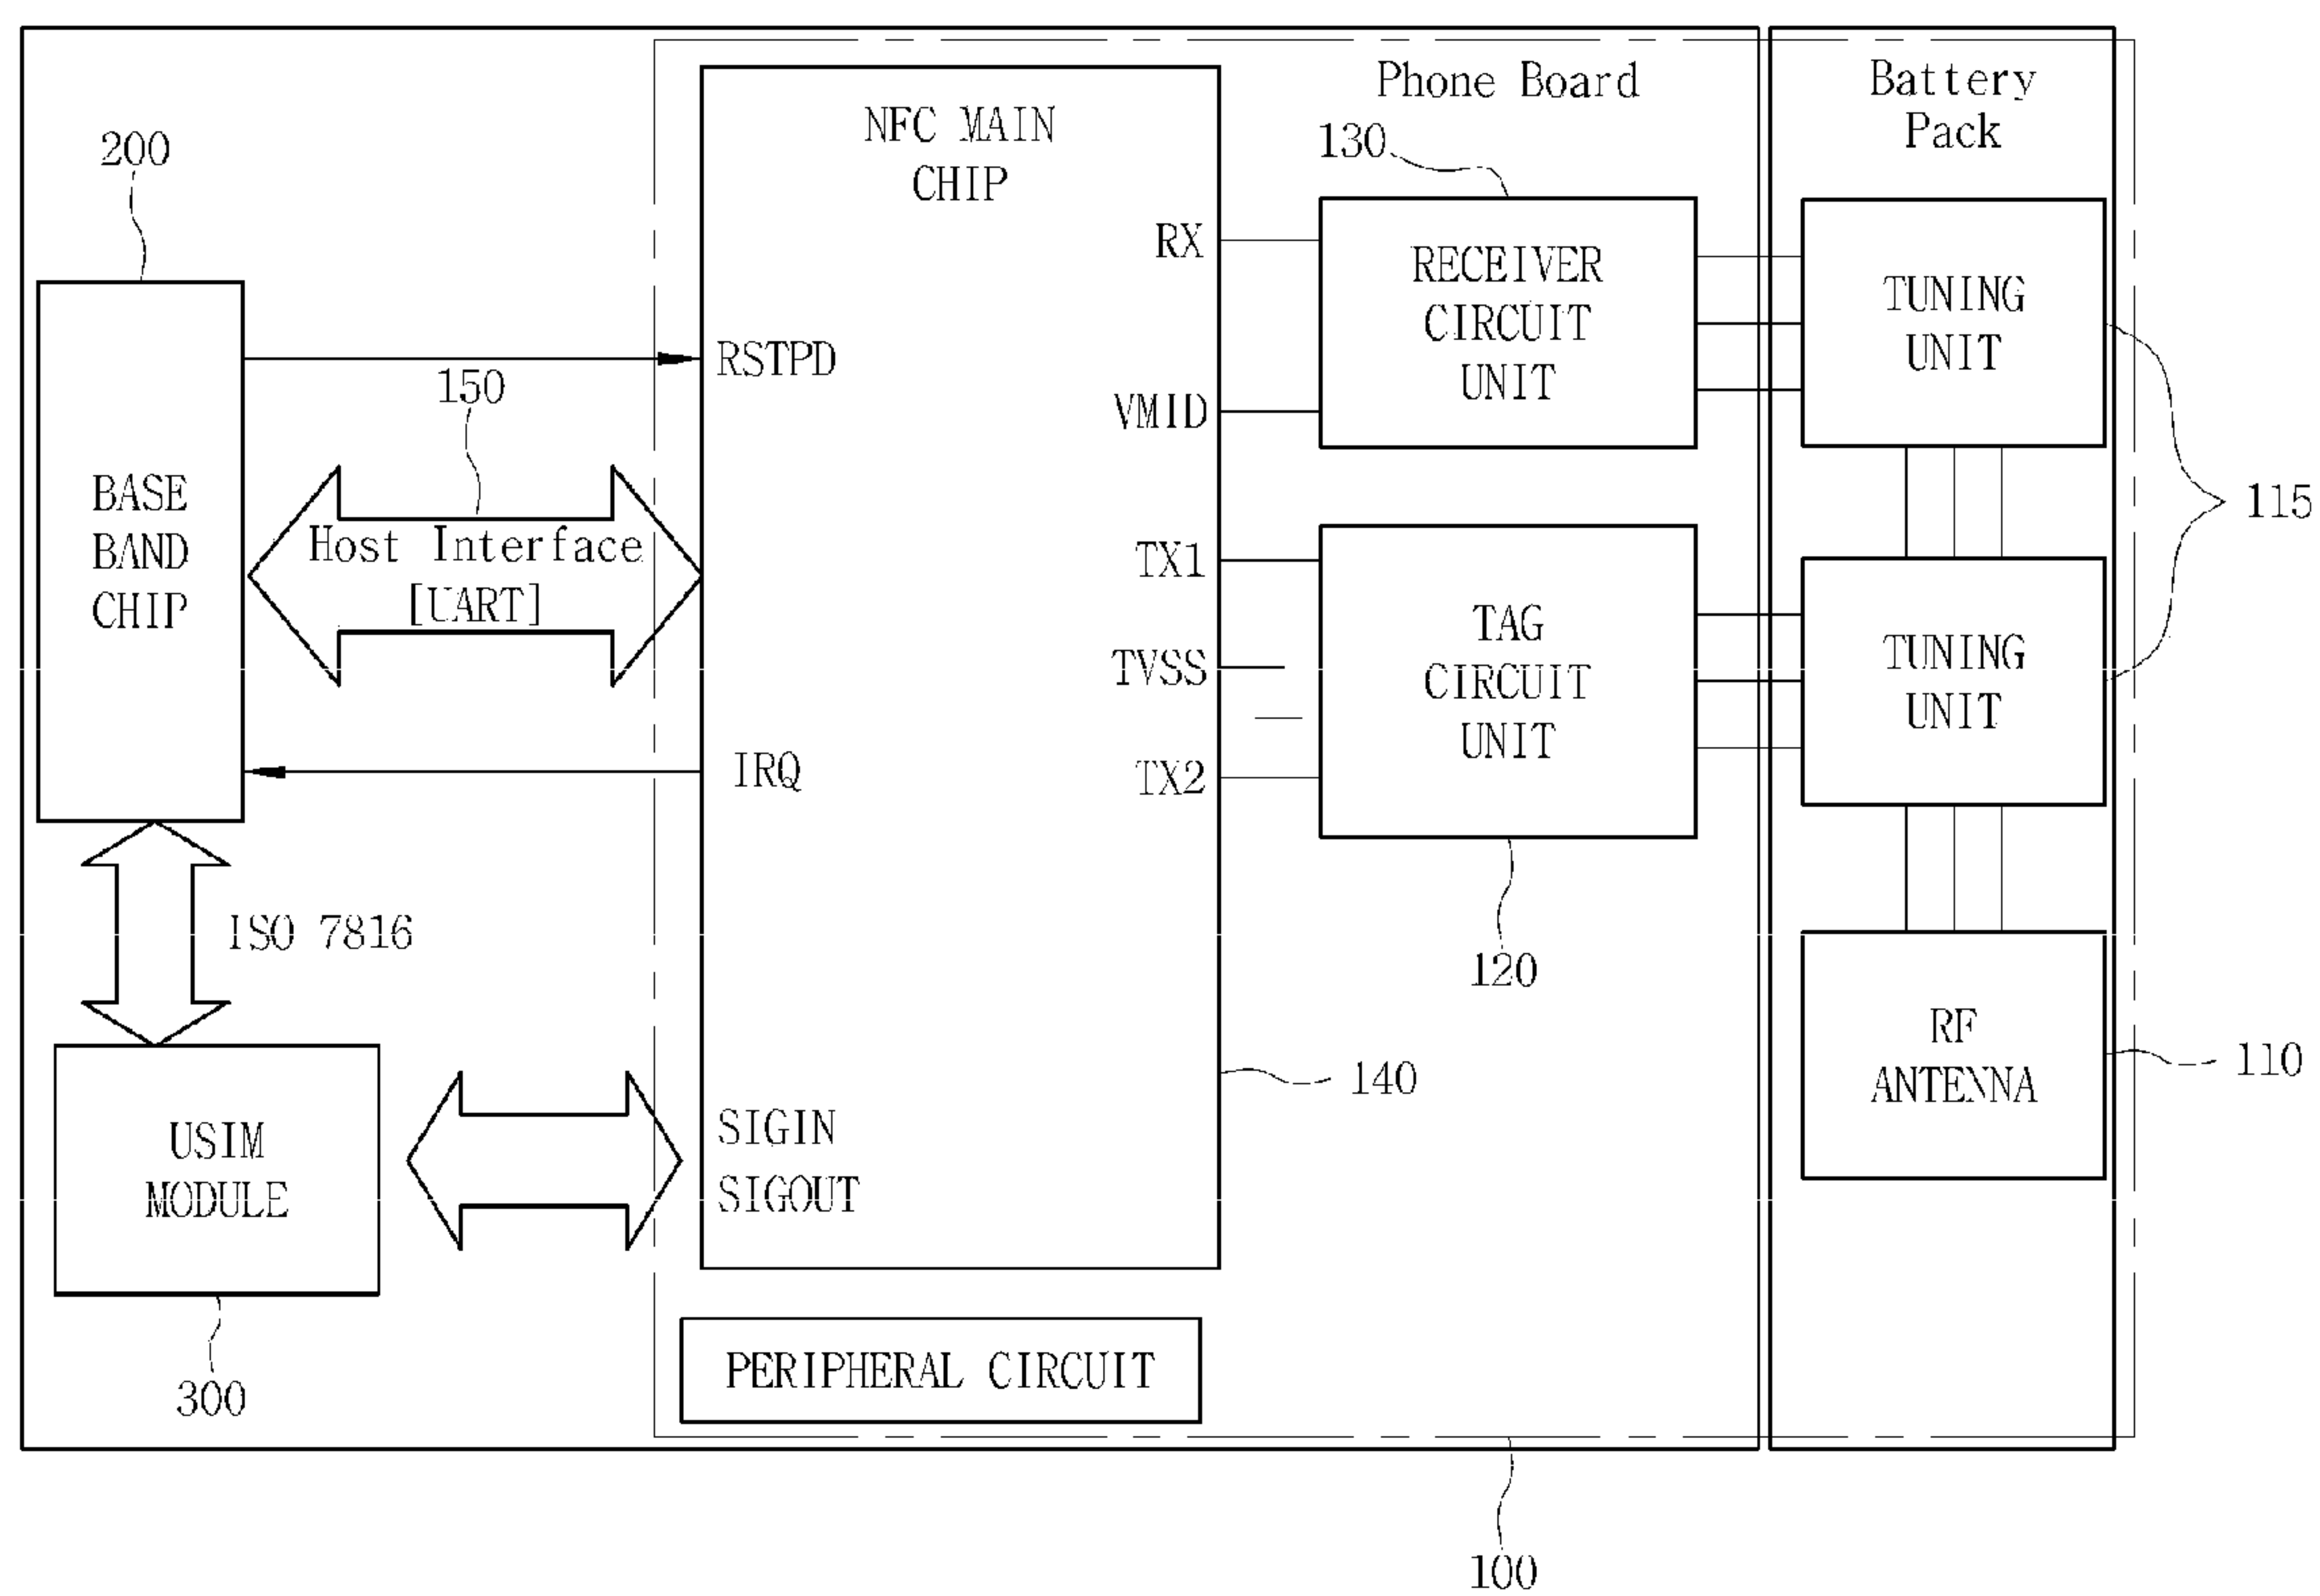 Phone Board
Battery
Pack
NFC MAIN
CHIP
130
200
RX
RECEIVER
CIRCUIT
UNIT
TUNING
UNIT
RSTPD
150
VMID
115
BASE
BAND
CHIP
Host Interface
[UART]
TX1
TVSS
TX2
TAG
CIRCUIT
UNIT
TUNING
UNIT
IRQ
ISO 7816
120
RF
ANTENNA
110
140
USIM
MODULE
SIGIN
SIGOUT
300
PERIPHERAL CIRCUIT
100